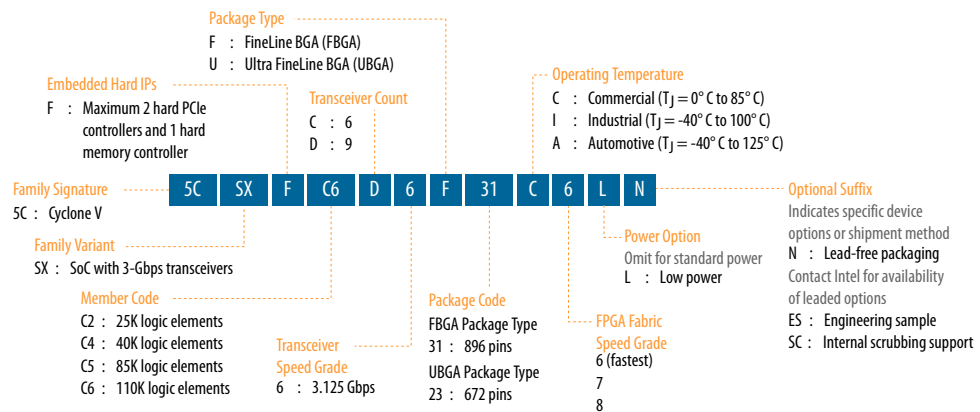 Package Type
F : FineLine BGA (FBGA)
U : Ultra FineLine BGA (UBGA)
Embedded Hard IPs
F : Maximum 2 hard PCIe
controllers and 1 hard
memory controller
Transceiver Count
C : 6
D : 9
Operating Temperature
C : Commercial (TJ = 0° C to 85° C)
I : Industrial (TJ = -40° C to 100° C)
A : Automotive (TJ = -40° C to 125° C)
Family Signature
5C : Cyclone V
5C SX F C6 D 6 F 31 C 6 L N
Optional Suffix
Indicates specific device
options or shipment method
N : Lead-free packaging
Contact Intel for availability
of leaded options
ES : Engineering sample
SC : Internal scrubbing support
Family Variant
SX : SoC with 3-Gbps transceivers
Power Option
Omit for standard power
L : Low power
Member Code
C2 : 25K logic elements
C4 : 40K logic elements
C5 : 85K logic elements
C6 : 110K logic elements
Transceiver
Speed Grade
6 : 3.125 Gbps
Package Code
FBGA Package Type
31 : 896 pins
UBGA Package Type
23 : 672 pins
FPGA Fabric
Speed Grade
6 (fastest)
7
8